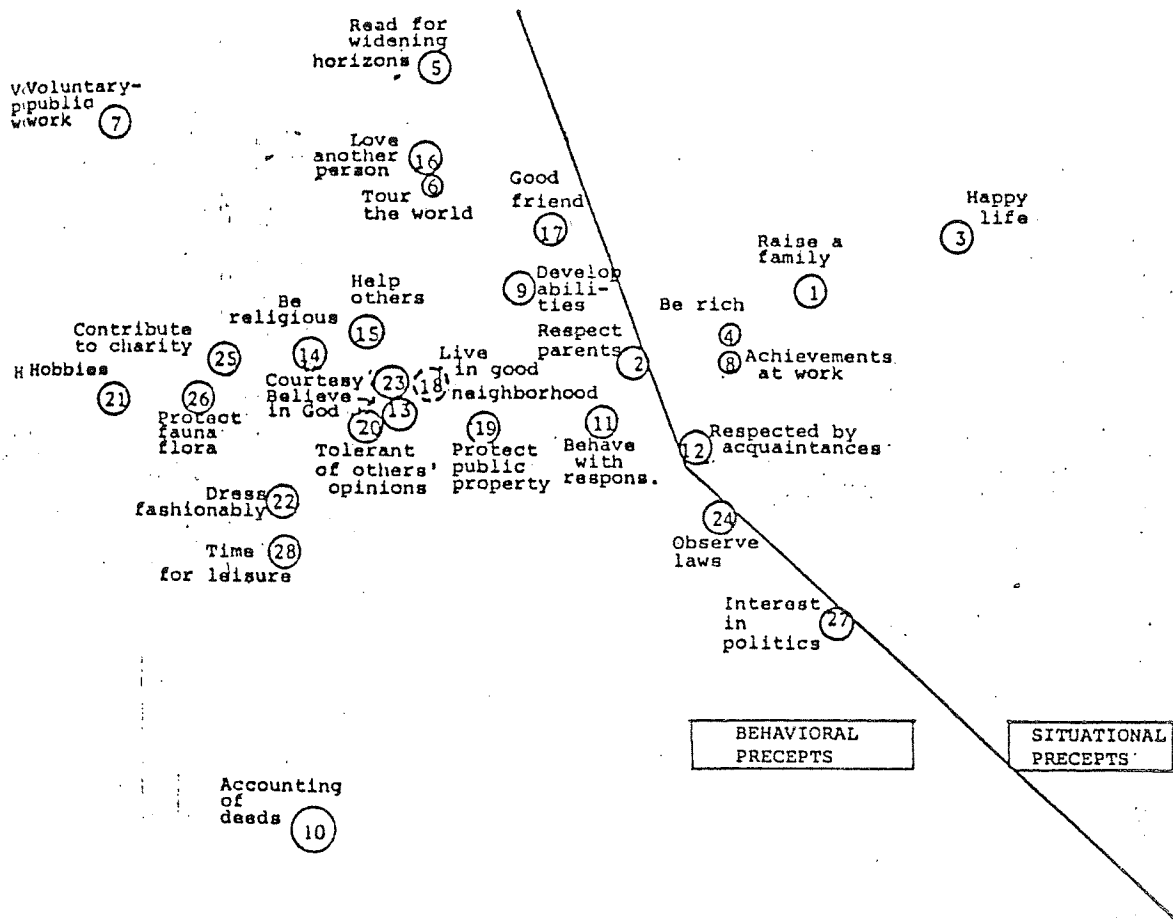 Read for
widening
horizons
5
Voluntary-
public
work
7
Love
another
person
16
6
Tour
the world
Good
friend
17
Happy
life
3
Raise a
family
1
Develop
abili-
ties
9
Help
others
15
Be
religious
14
Be rich
4
8
Achievements
at work
Respect
parents
2
Contribute
to charity
25
Hobbies
21
26
Protect
fauna
flora
Courtesy
23
Believe
in God
13
20
18
Live
in good
neighborhood
Tolerant
of others'
opinions
19
Protect
public
property
11
Behave
with
respons.
12
Respected by
acquaintances
Dress
fashionably
22
24
Observe
laws
Time
for leisure
28
Interest
in
politics
27
BEHAVIORAL
PRECEPTS
SITUATIONAL
PRECEPTS
Accounting
of
deeds
10